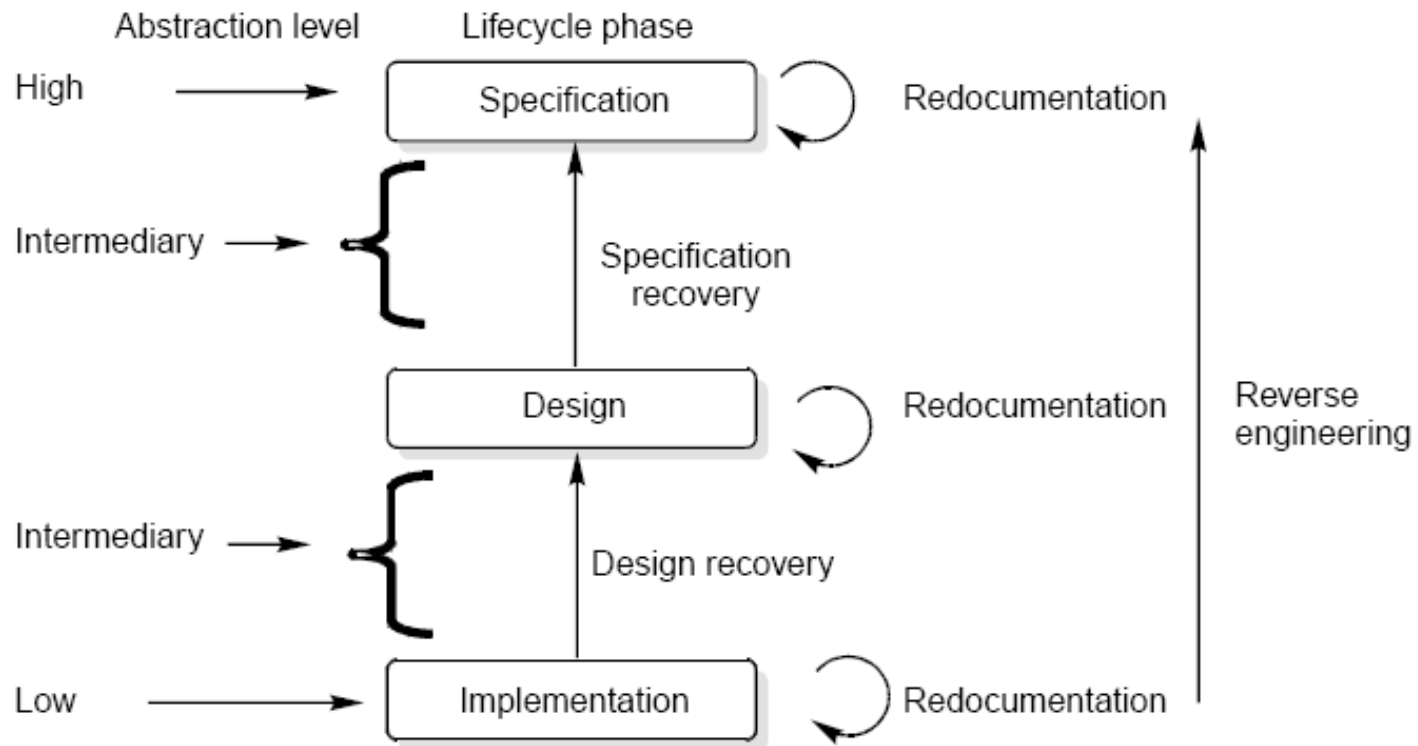 Abstraction level
Lifecycle phase
High
Specification
Redocumentation
Intermediary
Specification
recovery
Design
Redocumentation
Reverse
engineering
Intermediary
Design recovery
Low
Implementation
Redocumentation